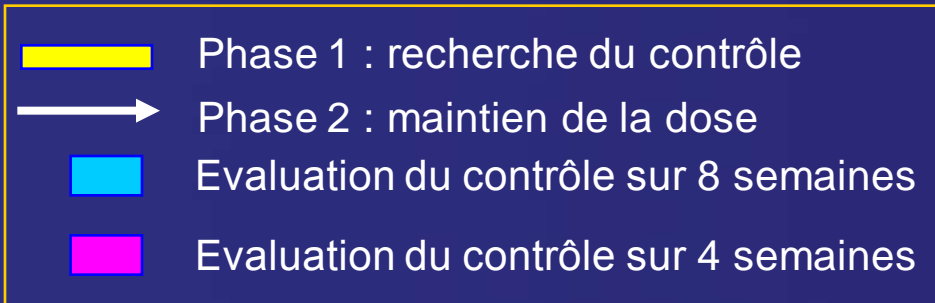 Phase 1 : recherche du contrôle
Phase 2 : maintien de la dose
Evaluation du contrôle sur 8 semaines
Evaluation du contrôle sur 4 semaines